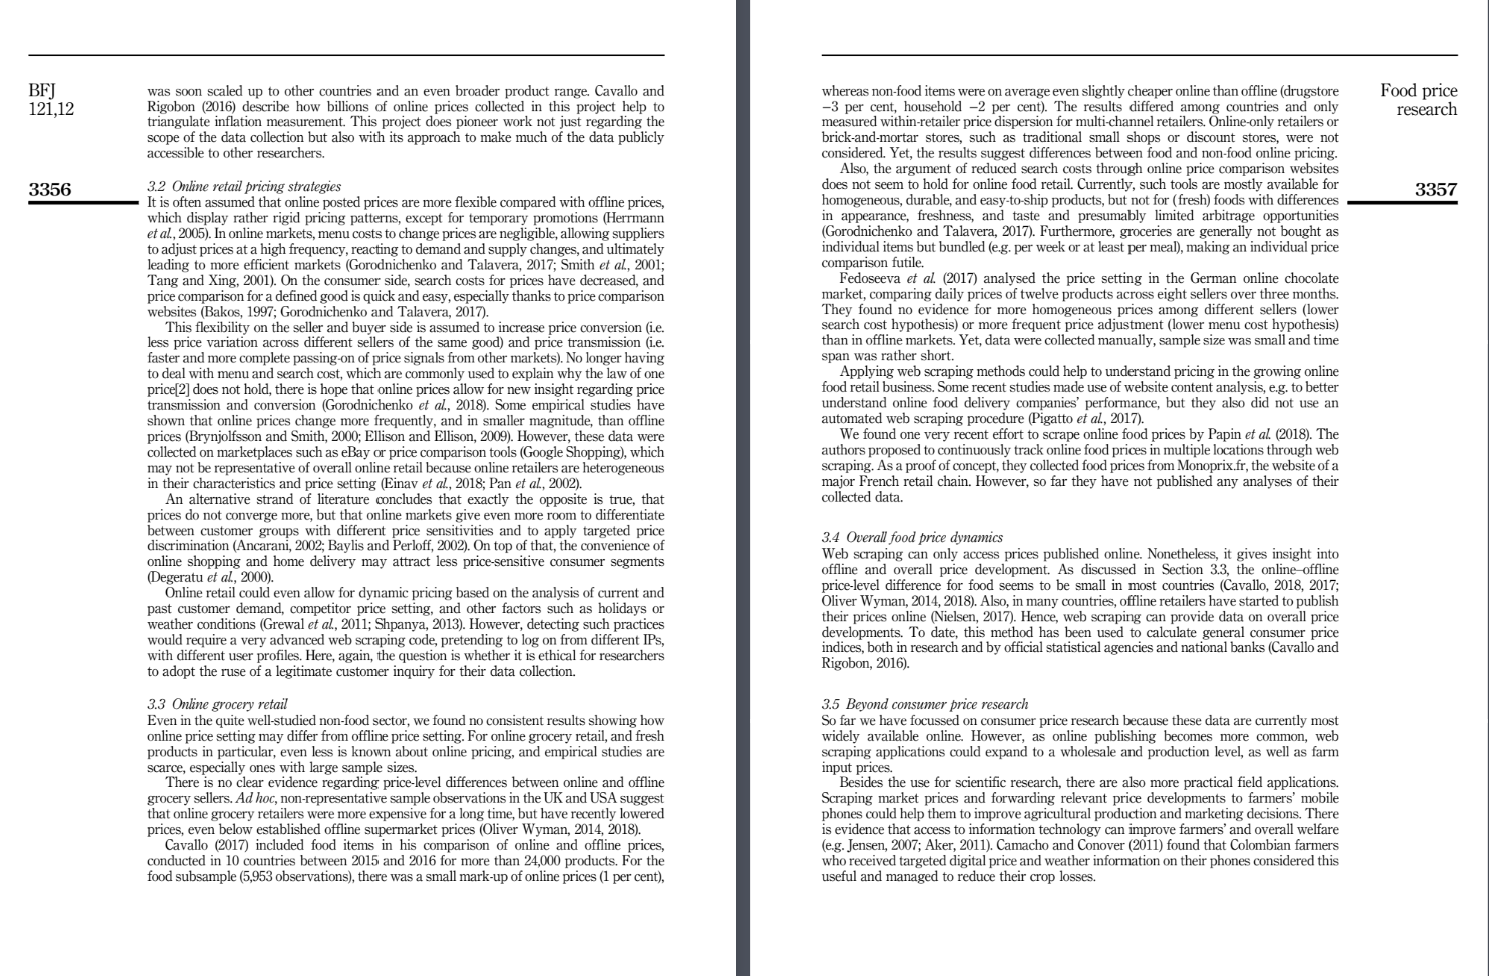 BFJ
121,12
3356
was soon scaled up to other countries and an even broader product range. Cavallo and
Rigobon (2016) describe how billions of online prices collected in this project help to
triangulate inflation measurement. This project does pioneer work not just regarding the
scope of the data collection but also with its approach to make much of the data publicly
accessible to other researchers.
3.2 Online retail pricing strategies
It is often assumed that online posted prices are more flexible compared with offline prices,
which display rather rigid pricing patterns, except for temporary promotions (Herrmann
et al., 2005). In online markets, menu costs to change prices are negligible, allowing suppliers
to adjust prices at a high frequency, reacting to demand and supply changes, and ultimately
leading to more efficient markets (Gorodnichenko and Talavera, 2017; Smith et al., 2001;
Tang and Xing, 2001). On the consumer side, search costs for prices have decreased, and
price comparison for a defined good is quick and easy, especially thanks to price comparison
websites (Bakos, 1997; Gorodnichenko and Talavera, 2017).
This flexibility on the seller and buyer side is assumed to increase price conversion (i.e.
less price variation across different sellers of the same good) and price transmission (i.e.
faster and more complete passing-on of price signals from other markets). No longer having
to deal with menu and search cost, which are commonly used to explain why the law of one
price[2] does not hold, there is hope that online prices allow for new insight regarding price
transmission and conversion (Gorodnichenko et al., 2018). Some empirical studies have
shown that online prices change more frequently, and in smaller magnitude, than offline
prices (Brynjolfsson and Smith, 2000; Ellison and Ellison, 2009). However, these data were
collected on marketplaces such as eBay or price comparison tools (Google Shopping), which
may not be representative of overall online retail because online retailers are heterogeneous
in their characteristics and price setting (Einav et al., 2018; Pan et al., 2002).
An alternative strand of literature concludes that exactly the opposite is true, that
prices do not converge more, but that online markets give even more room to differentiate
between customer groups with different price sensitivities and to apply targeted price
discrimination (Ancarani, 2002; Baylis and Perloff, 2002). On top of that, the convenience of
online shopping and home delivery may attract less price-sensitive consumer segments
(Degeratu et al., 2000).
Online retail could even allow for dynamic pricing based on the analysis of current and
past customer demand, competitor price setting, and other factors such as holidays or
weather conditions (Grewal et al., 2011; Shpanya, 2013). However, detecting such practices
would require a very advanced web scraping code, pretending to log on from different IPs,
with different user profiles. Here, again, the question is whether it is ethical for researchers
to adopt the ruse of a legitimate customer inquiry for their data collection.
3.3 Online grocery retail
Even in the quite well-studied non-food sector, we found no consistent results showing how
online price setting may differ from offline price setting. For online grocery retail, and fresh
products in particular, even less is known about online pricing, and empirical studies are
scarce, especially ones with large sample sizes.
There is no clear evidence regarding price-level differences between online and offline
grocery sellers. Ad hoc, non-representative sample observations in the UK and USA suggest
that online grocery retailers were more expensive for a long time, but have recently lowered
prices, even below established offline supermarket prices (Oliver Wyman, 2014, 2018).
Cavallo (2017) included food items in his comparison of online and offline prices,
conducted in 10 countries between 2015 and 2016 for more than 24,000 products. For the
food subsample (5,953 observations), there was a small mark-up of online prices (1 per cent),
whereas non-food items were on average even slightly cheaper online than offline (drugstore
−3 per cent, household −2 per cent). The results differed among countries and only
measured within-retailer price dispersion for multi-channel retailers. Online-only retailers or
brick-and-mortar stores, such as traditional small shops or discount stores, were not
considered. Yet, the results suggest differences between food and non-food online pricing.
Also, the argument of reduced search costs through online price comparison websites
does not seem to hold for online food retail. Currently, such tools are mostly available for
homogeneous, durable, and easy-to-ship products, but not for (fresh) foods with differences
in appearance, freshness, and taste and presumably limited arbitrage opportunities
(Gorodnichenko and Talavera, 2017). Furthermore, groceries are generally not bought as
individual items but bundled (e.g. per week or at least per meal), making an individual price
comparison futile.
Fedoseeva et al. (2017) analysed the price setting in the German online chocolate
market, comparing daily prices of twelve products across eight sellers over three months.
They found no evidence for more homogeneous prices among different sellers (lower
search cost hypothesis) or more frequent price adjustment (lower menu cost hypothesis)
than in offline markets. Yet, data were collected manually, sample size was small and time
span was rather short.
Applying web scraping methods could help to understand pricing in the growing online
food retail business. Some recent studies made use of website content analysis, e.g. to better
understand online food delivery companies' performance, but they also did not use an
automated web scraping procedure (Pigatto et al., 2017).
We found one very recent effort to scrape online food prices by Papin et al. (2018). The
authors proposed to continuously track online food prices in multiple locations through web
scraping. As a proof of concept, they collected food prices from Monoprix.fr, the website of a
major French retail chain. However, so far they have not published any analyses of their
collected data.
3.4 Overall food price dynamics
Web scraping can only access prices published online. Nonetheless, it gives insight into
offline and overall price development. As discussed in Section 3.3, the online–offline
price-level difference for food seems to be small in most countries (Cavallo, 2018, 2017;
Oliver Wyman, 2014, 2018). Also, in many countries, offline retailers have started to publish
their prices online (Nielsen, 2017). Hence, web scraping can provide data on overall price
developments. To date, this method has been used to calculate general consumer price
indices, both in research and by official statistical agencies and national banks (Cavallo and
Rigobon, 2016).
3.5 Beyond consumer price research
So far we have focussed on consumer price research because these data are currently most
widely available online. However, as online publishing becomes more common, web
scraping applications could expand to a wholesale and production level, as well as farm
input prices.
Besides the use for scientific research, there are also more practical field applications.
Scraping market prices and forwarding relevant price developments to farmers' mobile
phones could help them to improve agricultural production and marketing decisions. There
is evidence that access to information technology can improve farmers' and overall welfare
(e.g. Jensen, 2007; Aker, 2011). Camacho and Conover (2011) found that Colombian farmers
who received targeted digital price and weather information on their phones considered this
useful and managed to reduce their crop losses.
Food price
research
3357